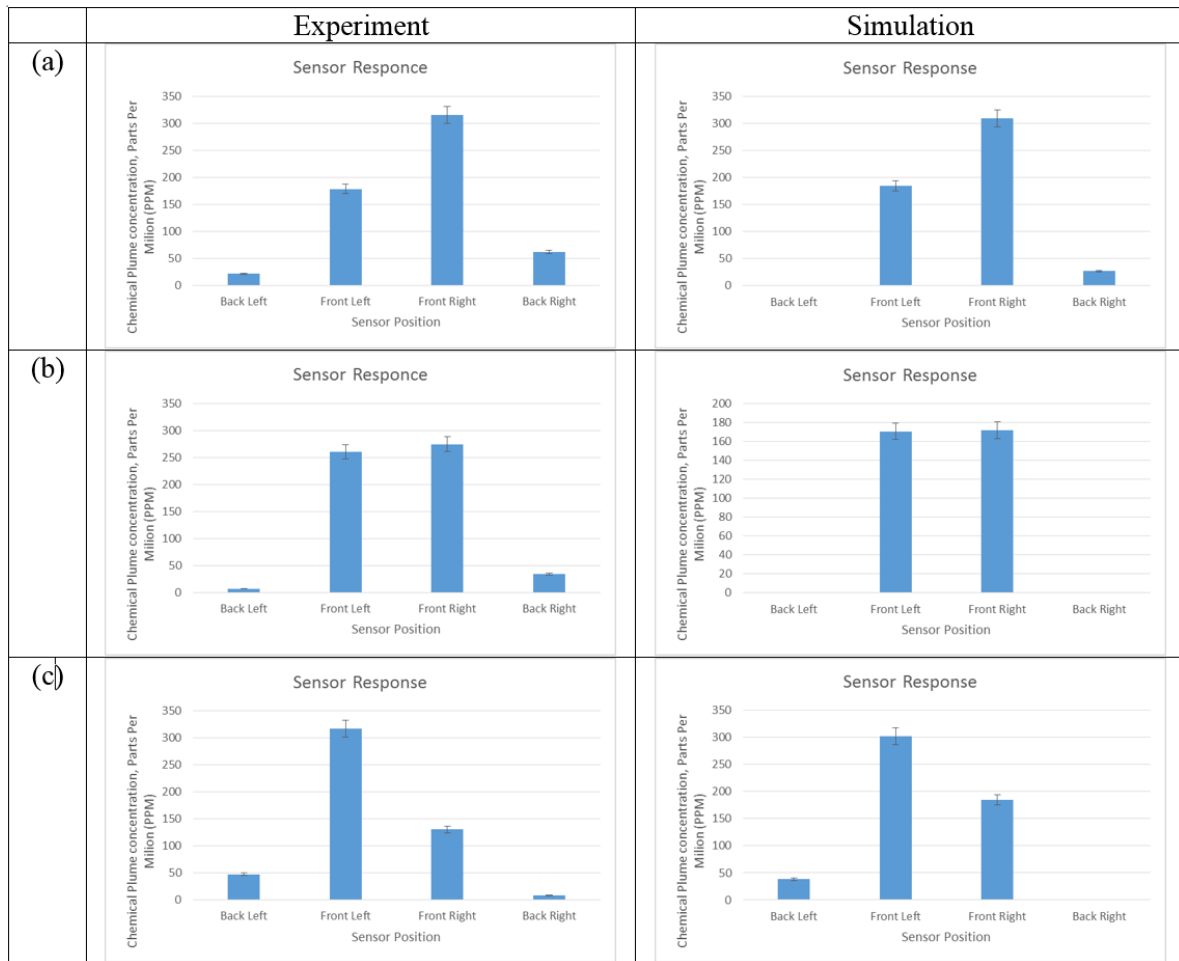 Experiment Simulation
(a)
Sensor Responce
Chemical Plume concentration, Parts Per
Milion (PPM)
350
300
250
200
150
100
50
0
Back Left Front Left Front Right Back Right
Sensor Position
Sensor Response
Chemical Plume concentration, Parts Per
Milion (PPM)
350
300
250
200
150
100
50
0
Back Left Front Left Front Right Back Right
Sensor Position
(b)
Sensor Responce
Chemical Plume concentration, Parts Per
Milion (PPM)
350
300
250
200
150
100
50
0
Back Left Front Left Front Right Back Right
Sensor Position
Sensor Response
Chemical Plume concentration, Parts Per
Milion (PPM)
200
180
160
140
120
100
80
60
40
20
0
Back Left Front Left Front Right Back Right
Sensor Position
(c)
Sensor Response
Chemical Plume concentration, Parts Per
Milion (PPM)
350
300
250
200
150
100
50
0
Back Left Front Left Front Right Back Right
Sensor Position
Sensor Response
Chemical Plume concentration, Parts Per
Milion (PPM)
350
300
250
200
150
100
50
0
Back Left Front Left Front Right Back Right
Sensor Position